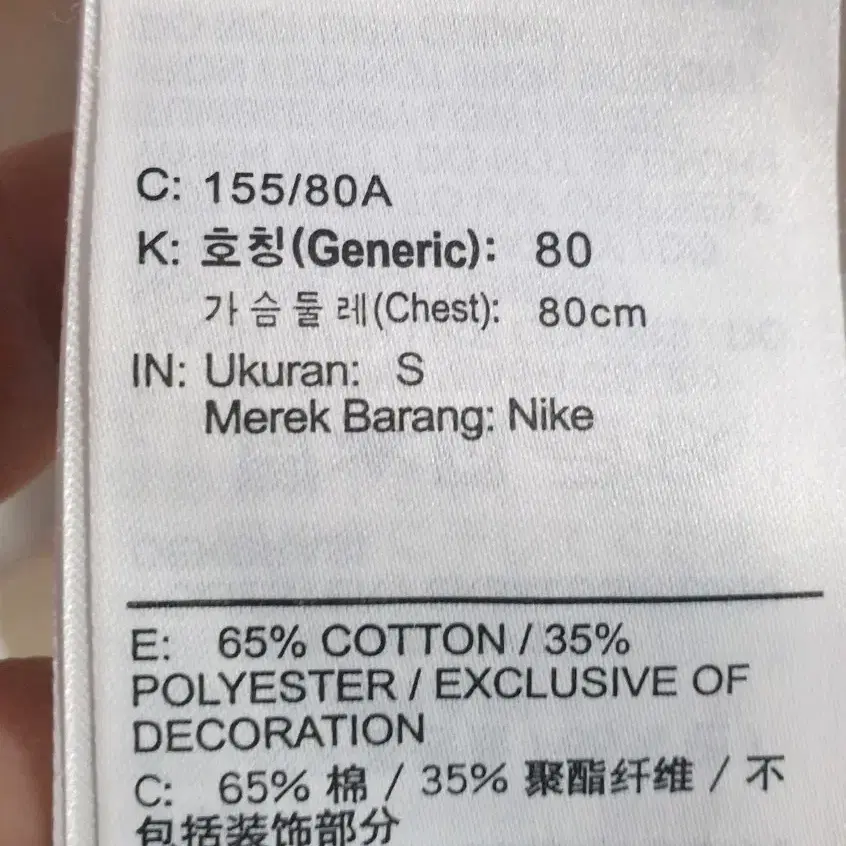 C: 155/80A
K: 호칭(Generic): 80
가슴둘레(Chest): 80cm
IN: Ukuran: S
Merek Barang: Nike
E: 65% COTTON / 35%
POLYESTER / EXCLUSIVE OF
DECORATION
C: 65% 棉 / 35% 聚酯纤维 / 不
包括装饰部分